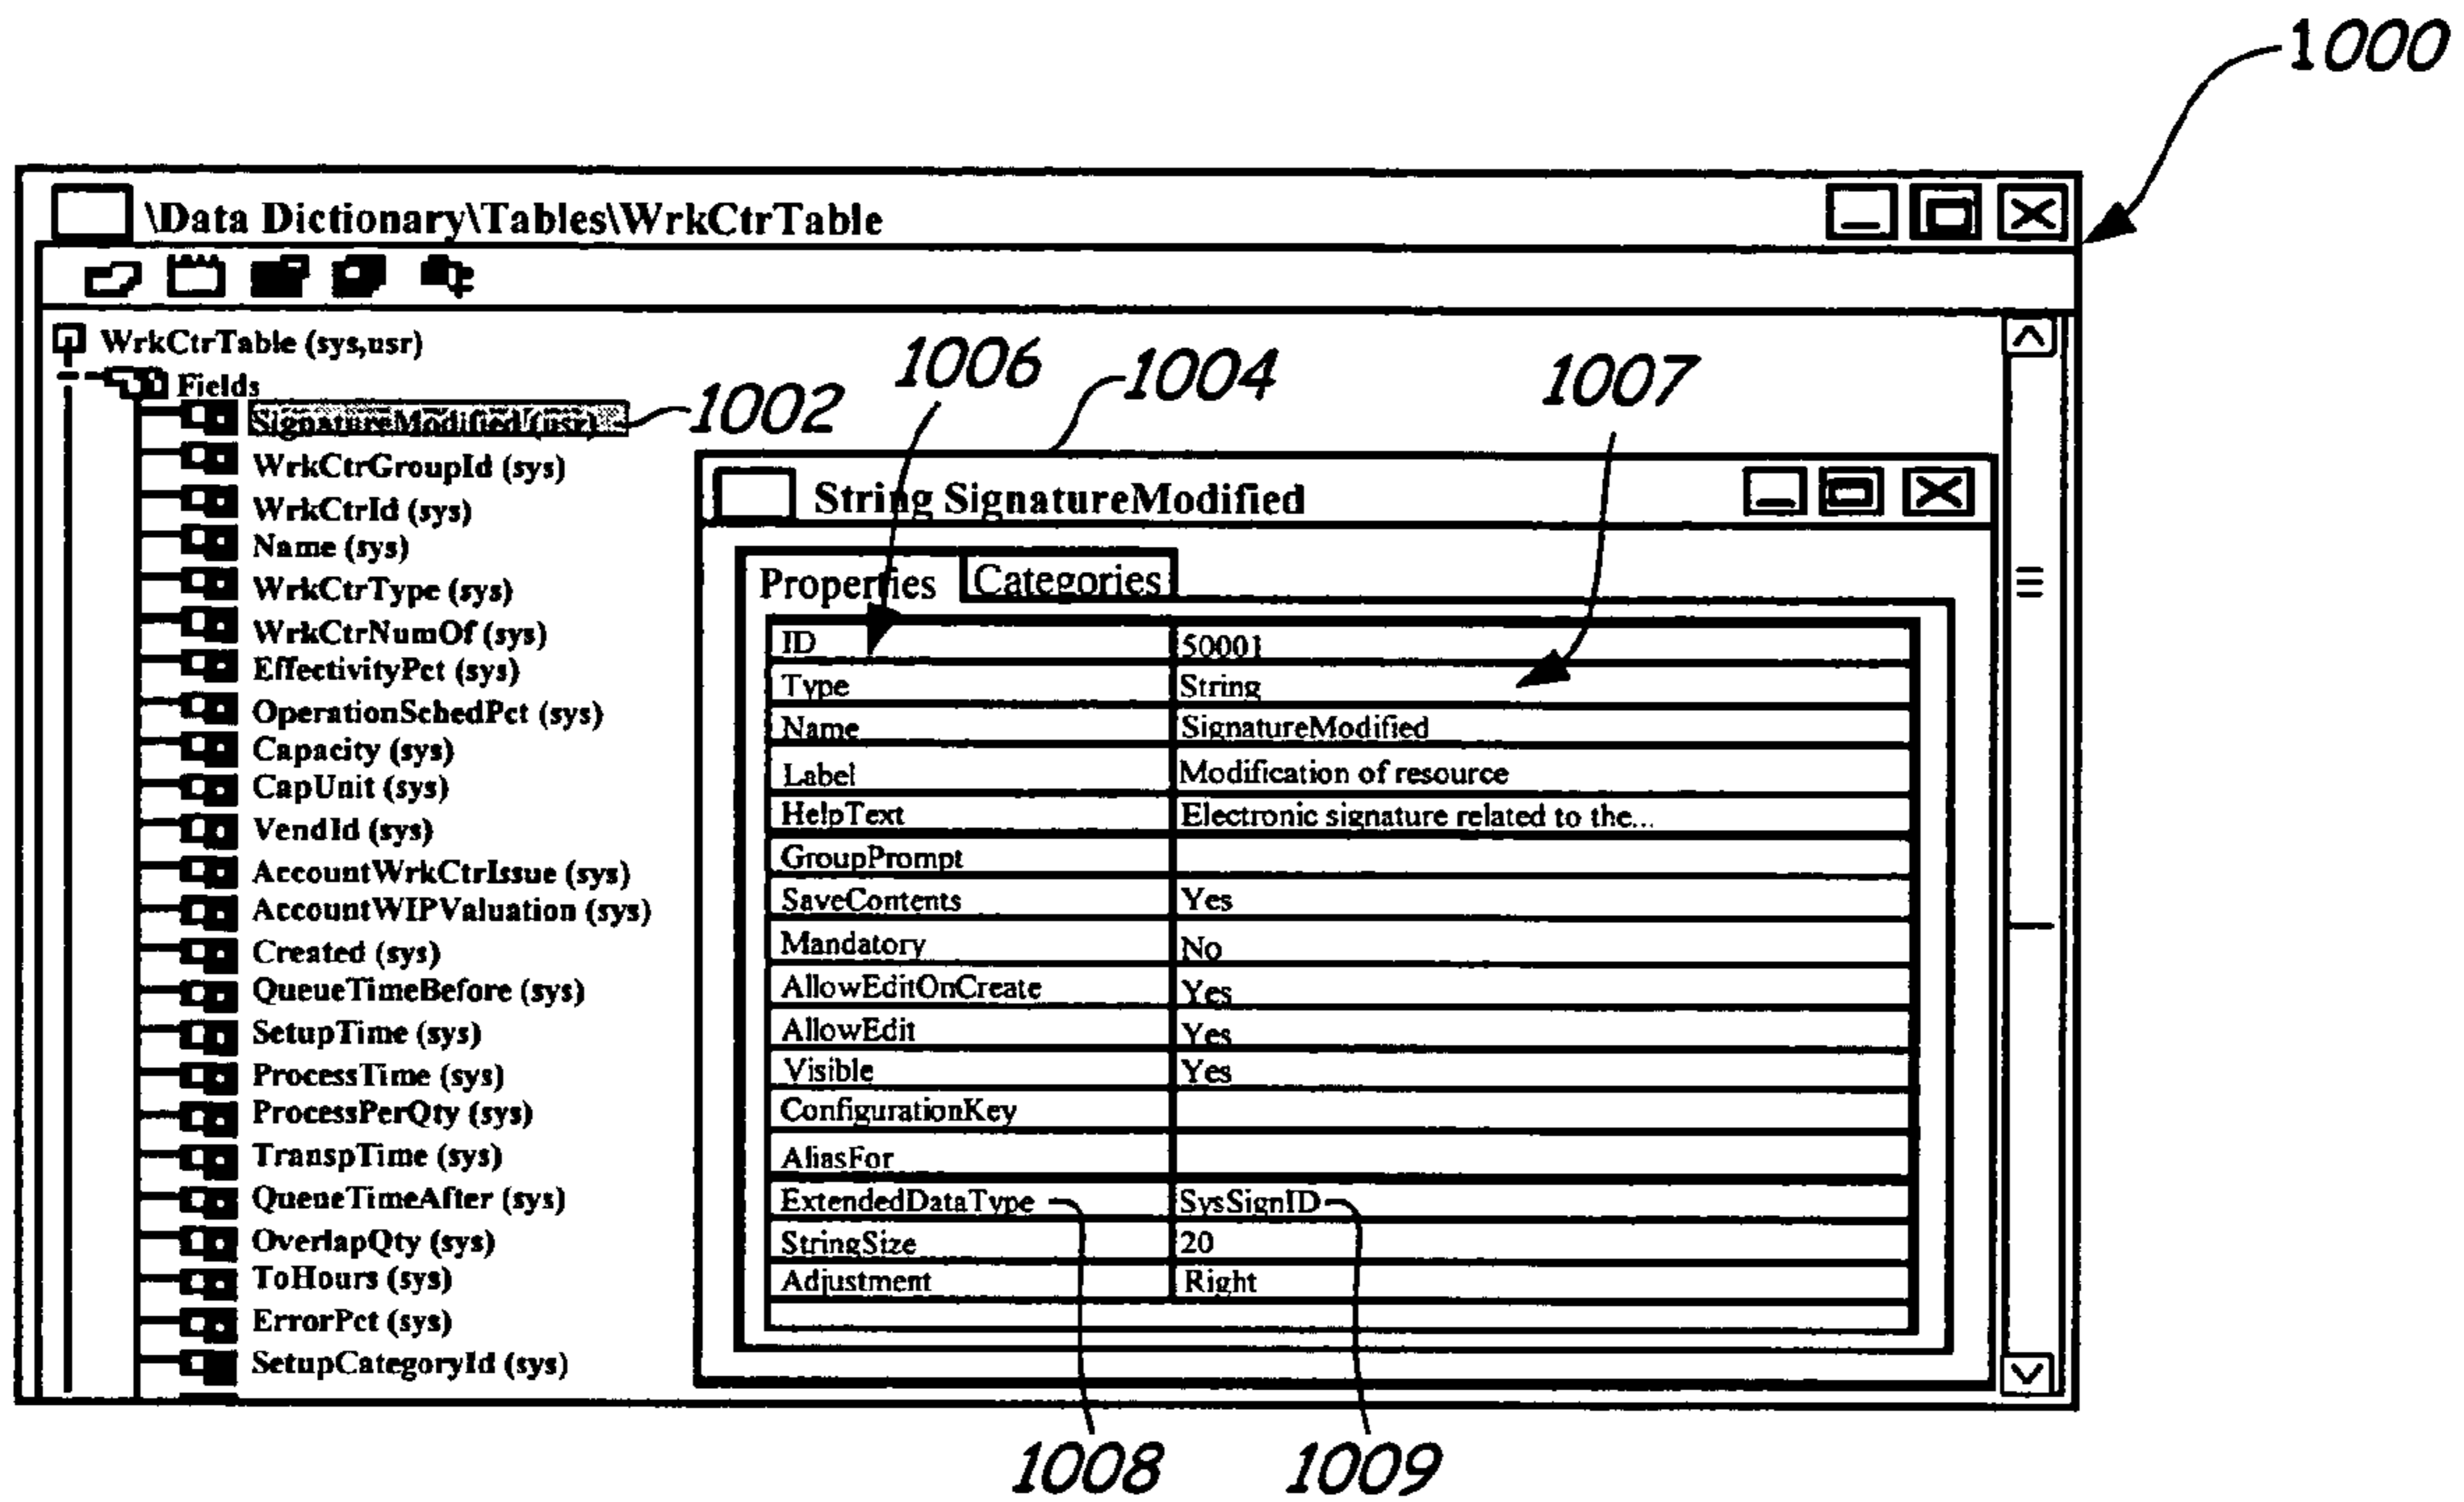 1000
\Data Dictionary\Tables\WrkCtrTable
WrkCtrTable (sys,usr)
Fields
SignatureModified (usr)
1002
WrkCtrGroupId (sys)
WrkCtrId (sys)
Name (sys)
WrkCtrType (sys)
WrkCtrNumOf (sys)
EffectivityPct (sys)
OperationSchedPct (sys)
Capacity (sys)
CapUnit (sys)
VendId (sys)
AccountWrkCtrIssue (sys)
AccountWIPValuation (sys)
Created (sys)
QueueTimeBefore (sys)
SetupTime (sys)
ProcessTime (sys)
ProcessPerQty (sys)
TranspTime (sys)
QueueTimeAfter (sys)
OverlapQty (sys)
ToHours (sys)
ErrorPct (sys)
SetupCategoryId (sys)
1006
1004
1007
String SignatureModified
Properties Categories
ID 50001
Type String
Name SignatureModified
Label Modification of resource
HelpText Electronic signature related to the...
GroupPrompt
SaveContents Yes
Mandatory No
AllowEditOnCreate Yes
AllowEdit Yes
Visible Yes
ConfigurationKey
AliasFor
ExtendedDataType SysSignID
StringSize 20
Adjustment Right
1008
1009